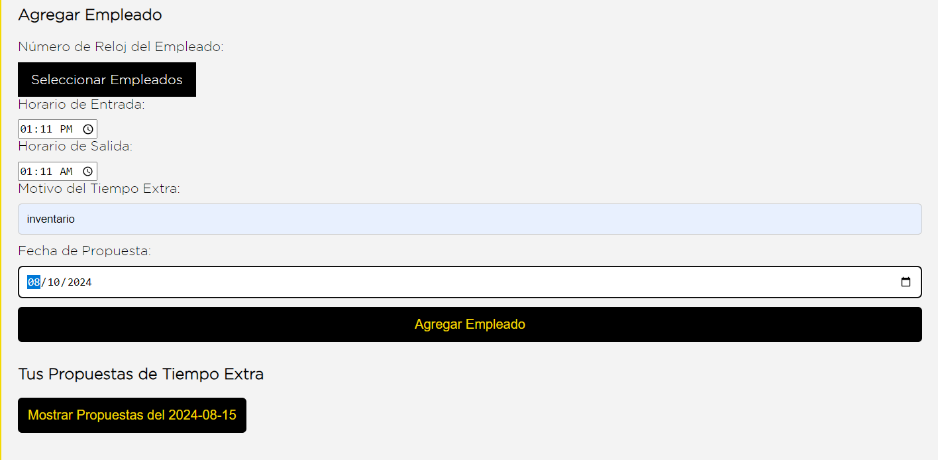 Agregar Empleado
Número de Reloj del Empleado:
Seleccionar Empleados
Horario de Entrada:
01:11 PM
Horario de Salida:
01:11 AM
Motivo del Tiempo Extra:
inventario
Fecha de Propuesta:
08/10/2024
Agregar Empleado
Tus Propuestas de Tiempo Extra
Mostrar Propuestas del 2024-08-15